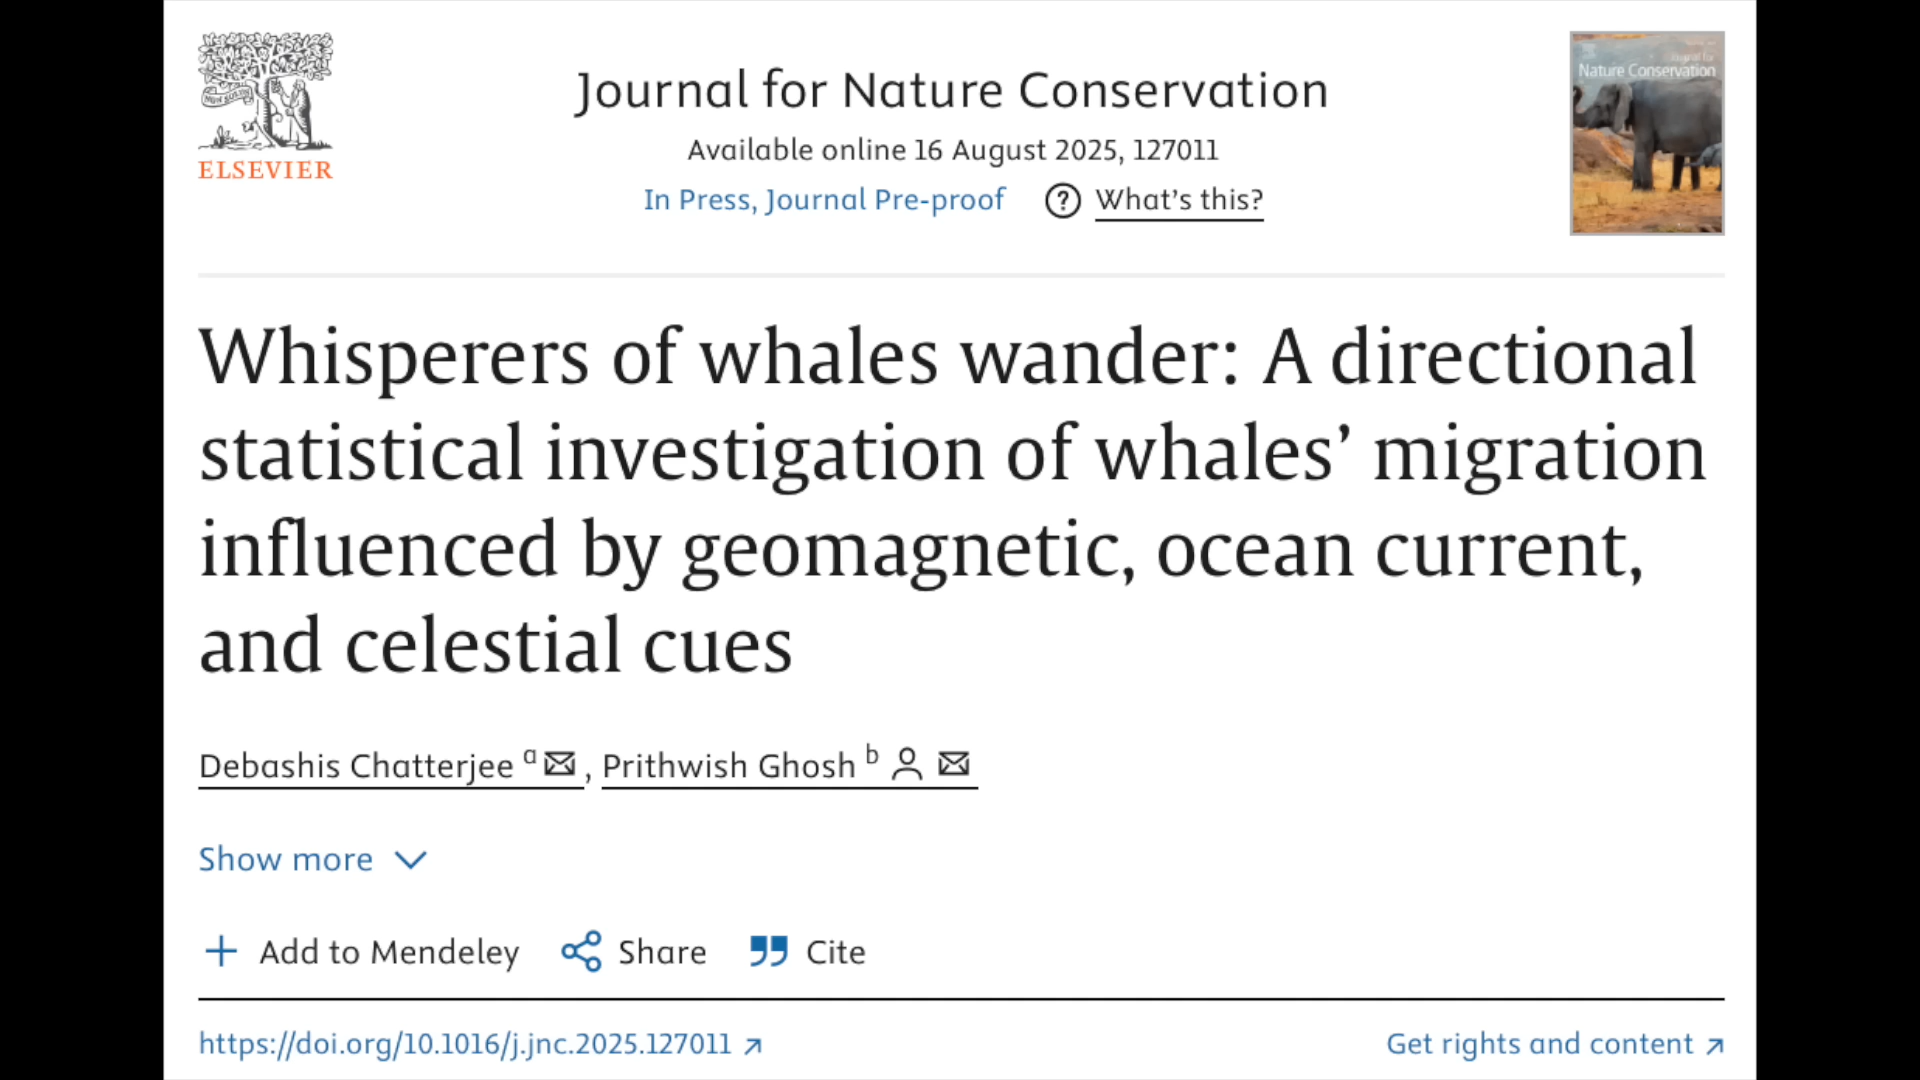 ELSEVIER
Journal for Nature Conservation
Available online 16 August 2025, 127011
In Press, Journal Pre-proof ? What’s this?
Journal for
Nature Conservation
Whisperers of whales wander: A directional
statistical investigation of whales’ migration
influenced by geomagnetic, ocean current,
and celestial cues
Debashis Chatterjee a, Prithwish Ghosh b
Show more
Add to Mendeley Share Cite
https://doi.org/10.1016/j.jnc.2025.127011 Get rights and content